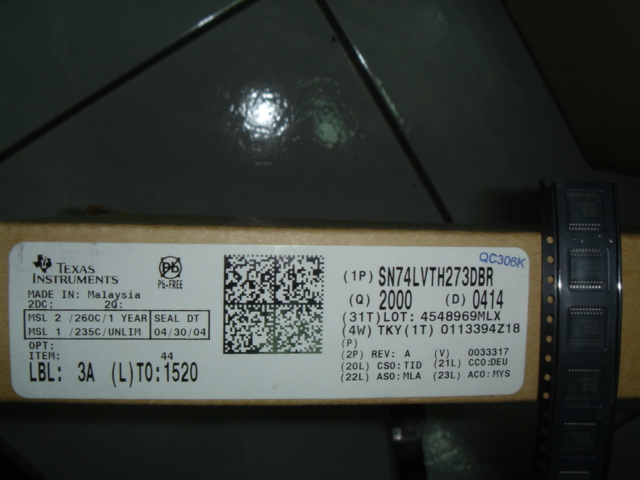 TEXAS
INSTRUMENTS
Pb
Pb-FREE
MADE IN: Malaysia
2DC: 2Q:
MSL 2 /260C/1 YEAR SEAL DT
MSL 1 /235C/UNLIM 04/30/04
OPT:
ITEM: 44
LBL: 3A (L)TO:1520
QC306K
(1P) SN74LVTH273DBR
(Q) 2000 (D) 0414
(31T)LOT: 4548969MLX
(4W) TKY(1T) 0113394Z18
(P)
(2P) REV: A (V) 0033317
(20L) CSO:TID (21L) CCO:DEU
(22L) ASO:MLA (23L) ACO:MYS